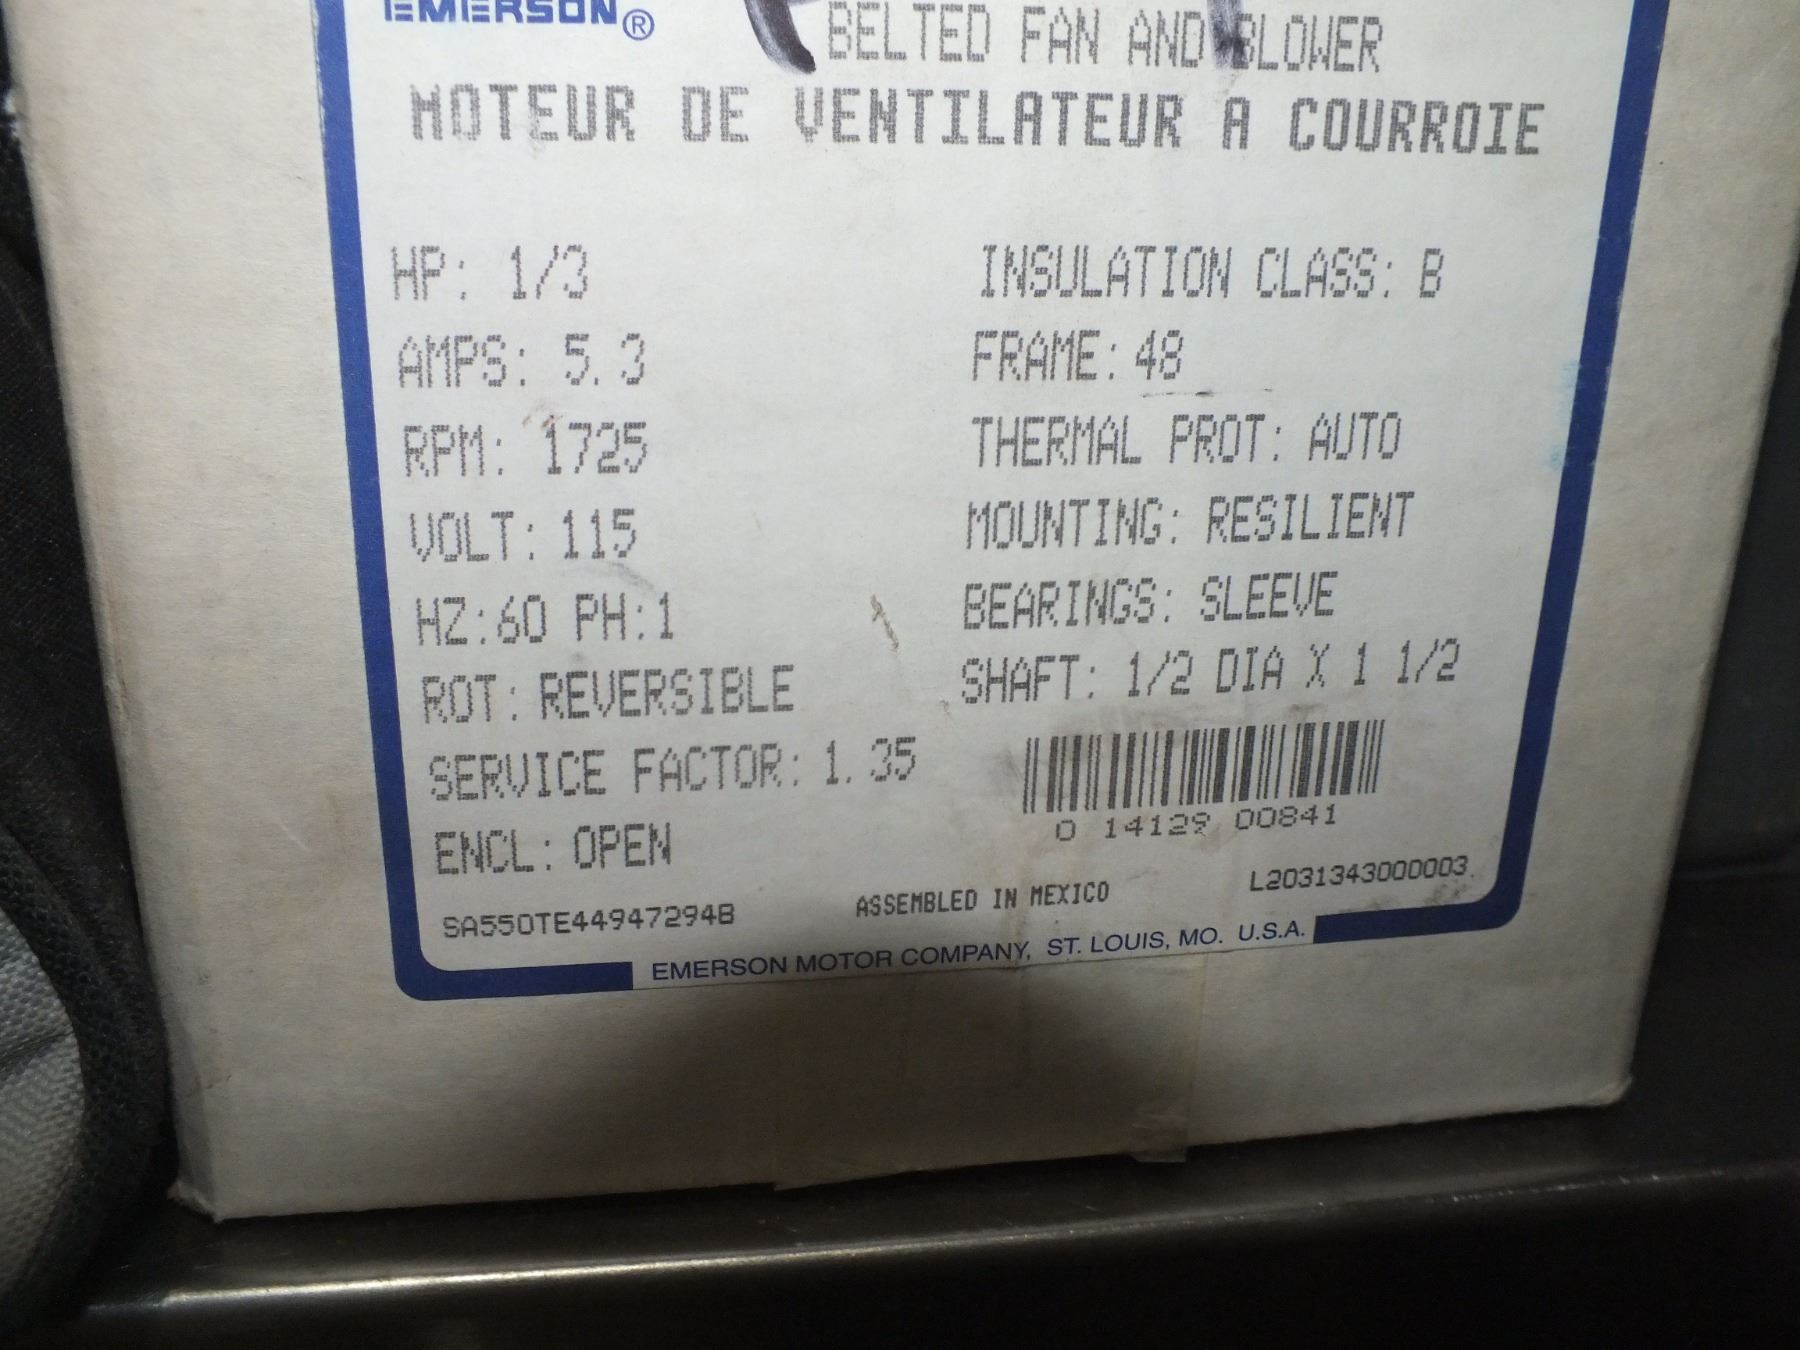 EMERSON®
BELTED FAN AND BLOWER
MOTEUR DE VENTILATEUR A COURROIE
HP: 1/3
AMPS: 5.3
RPM: 1725
VOLT: 115
HZ:60 PH:1
ROT: REVERSIBLE
SERVICE FACTOR: 1.35
ENCL: OPEN
INSULATION CLASS: B
FRAME: 48
THERMAL PROT: AUTO
MOUNTING: RESILIENT
BEARINGS: SLEEVE
SHAFT: 1/2 DIA X 1 1/2
0 14129 00841
SA550TE44947294B
ASSEMBLED IN MEXICO
L2031343000003
EMERSON MOTOR COMPANY, ST. LOUIS, MO. U.S.A.